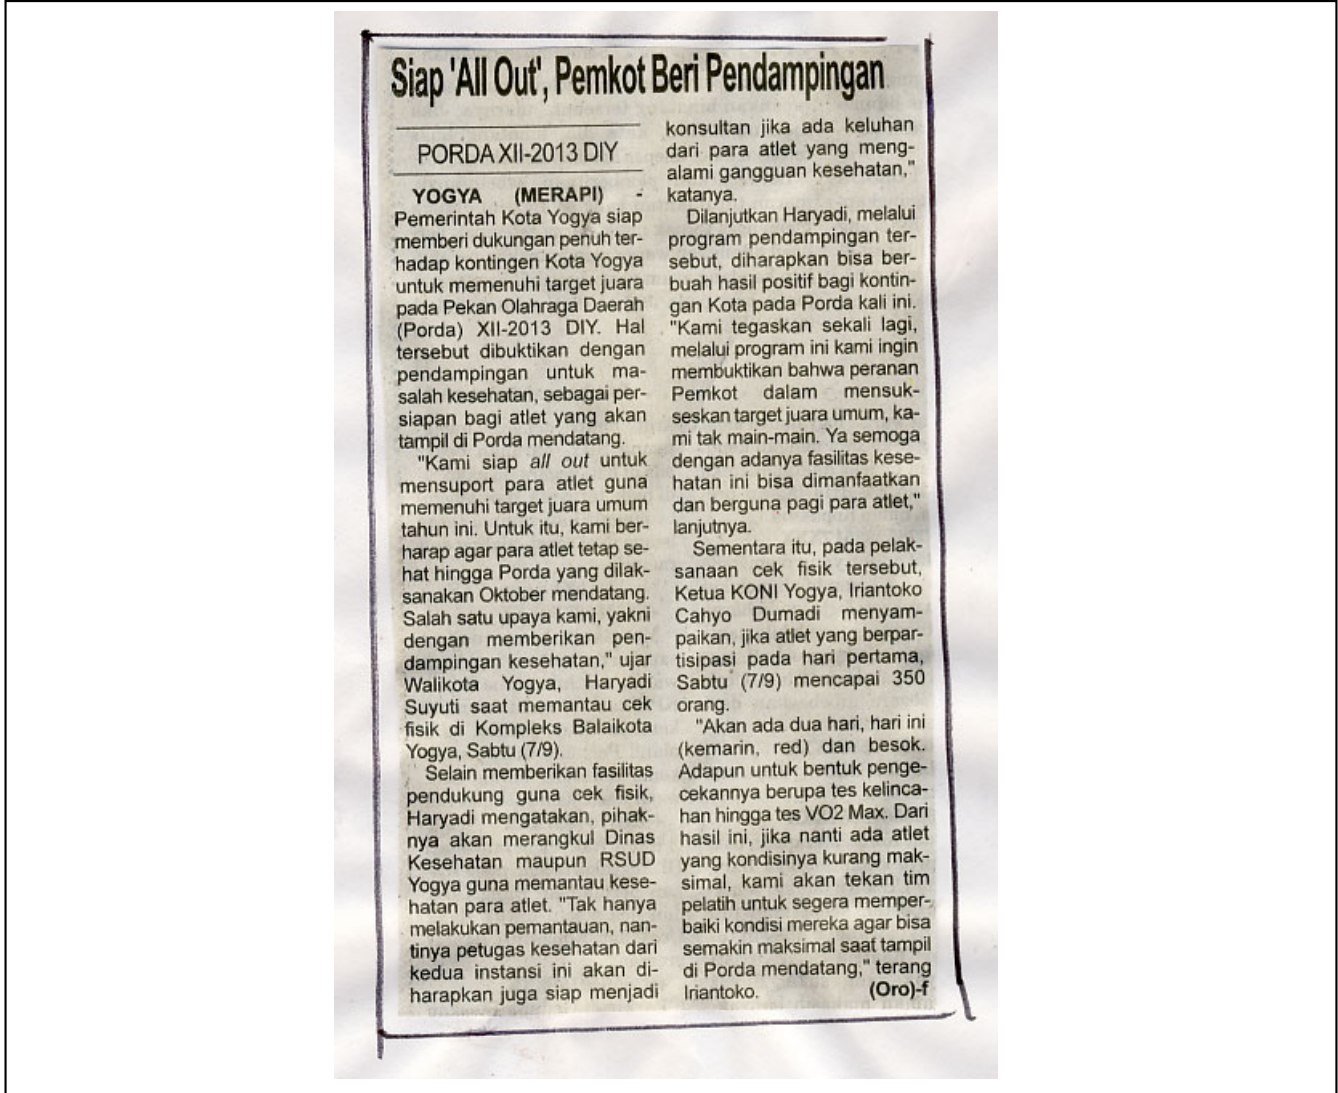 Siap 'All Out', Pemkot Beri Pendampingan
PORDA XII-2013 DIY
YOGYA (MERAPI) -
Pemerintah Kota Yogya siap
memberi dukungan penuh ter-
hadap kontingen Kota Yogya
untuk memenuhi target juara
pada Pekan Olahraga Daerah
(Porda) XII-2013 DIY. Hal
tersebut dibuktikan dengan
pendampingan untuk ma-
salah kesehatan, sebagai per-
siapan bagi atlet yang akan
tampil di Porda mendatang.
"Kami siap all out untuk
mensuport para atlet guna
memenuhi target juara umum
tahun ini. Untuk itu, kami ber-
harap agar para atlet tetap se-
hat hingga Porda yang dilak-
sanakan Oktober mendatang.
Salah satu upaya kami, yakni
dengan memberikan pen-
dampingan kesehatan," ujar
Walikota Yogya, Haryadi
Suyuti saat memantau cek
fisik di Kompleks Balaikota
Yogya, Sabtu (7/9).
Selain memberikan fasilitas
pendukung guna cek fisik,
Haryadi mengatakan, pihak-
nya akan merangkul Dinas
Kesehatan maupun RSUD
Yogya guna memantau kese-
hatan para atlet. "Tak hanya
melakukan pemantauan, nan-
tinya petugas kesehatan dari
kedua instansi ini akan di-
harapkan juga siap menjadi
konsultan jika ada keluhan
dari para atlet yang meng-
alami gangguan kesehatan,"
katanya.
Dilanjutkan Haryadi, melalui
program pendampingan ter-
sebut, diharapkan bisa ber-
buah hasil positif bagi kontin-
gan Kota pada Porda kali ini.
"Kami tegaskan sekali lagi,
melalui program ini kami ingin
membuktikan bahwa peranan
Pemkot dalam mensuk-
seskan target juara umum, ka-
mi tak main-main. Ya semoga
dengan adanya fasilitas kese-
hatan ini bisa dimanfaatkan
dan berguna pagi para atlet,"
lanjutnya.
Sementara itu, pada pelak-
sanaan cek fisik tersebut,
Ketua KONI Yogya, Iriantoko
Cahyo Dumadi menyam-
paikan, jika atlet yang berpar-
tisipasi pada hari pertama,
Sabtu (7/9) mencapai 350
orang.
"Akan ada dua hari, hari ini
(kemarin, red) dan besok.
Adapun untuk bentuk penge-
cekannya berupa tes kelinca-
han hingga tes VO2 Max. Dari
hasil ini, jika nanti ada atlet
yang kondisinya kurang mak-
simal, kami akan tekan tim
pelatih untuk segera memper-
baiki kondisi mereka agar bisa
semakin maksimal saat tampil
di Porda mendatang," terang
Iriantoko. (Oro)-f